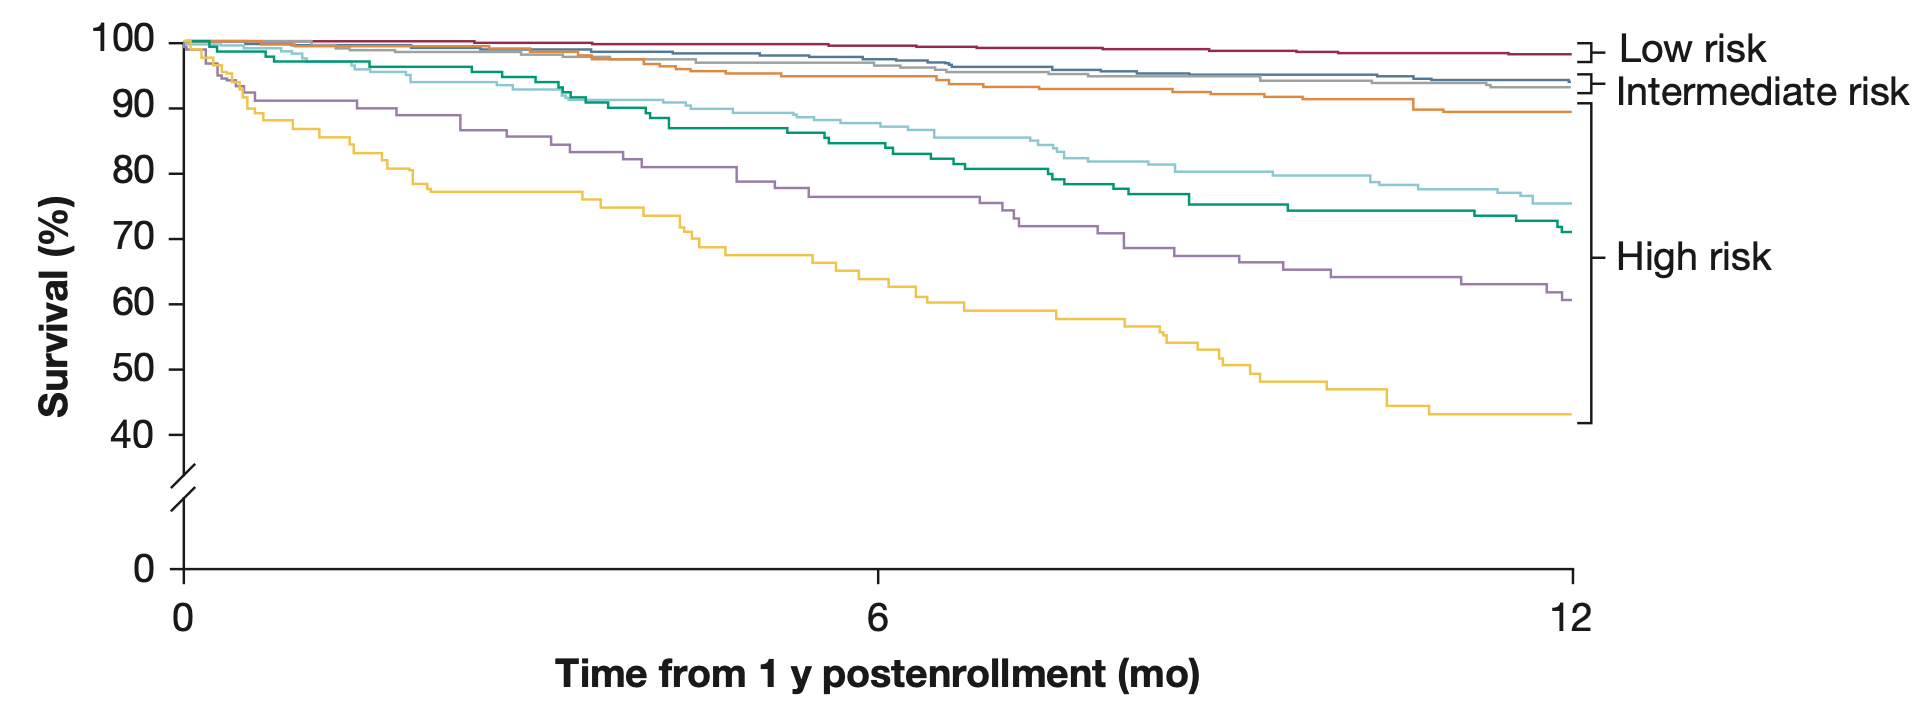 100
90
80
70
60
50
40
0
Survival (%)
0 6 12
Time from 1 y postenrollment (mo)
Low risk
Intermediate risk
High risk